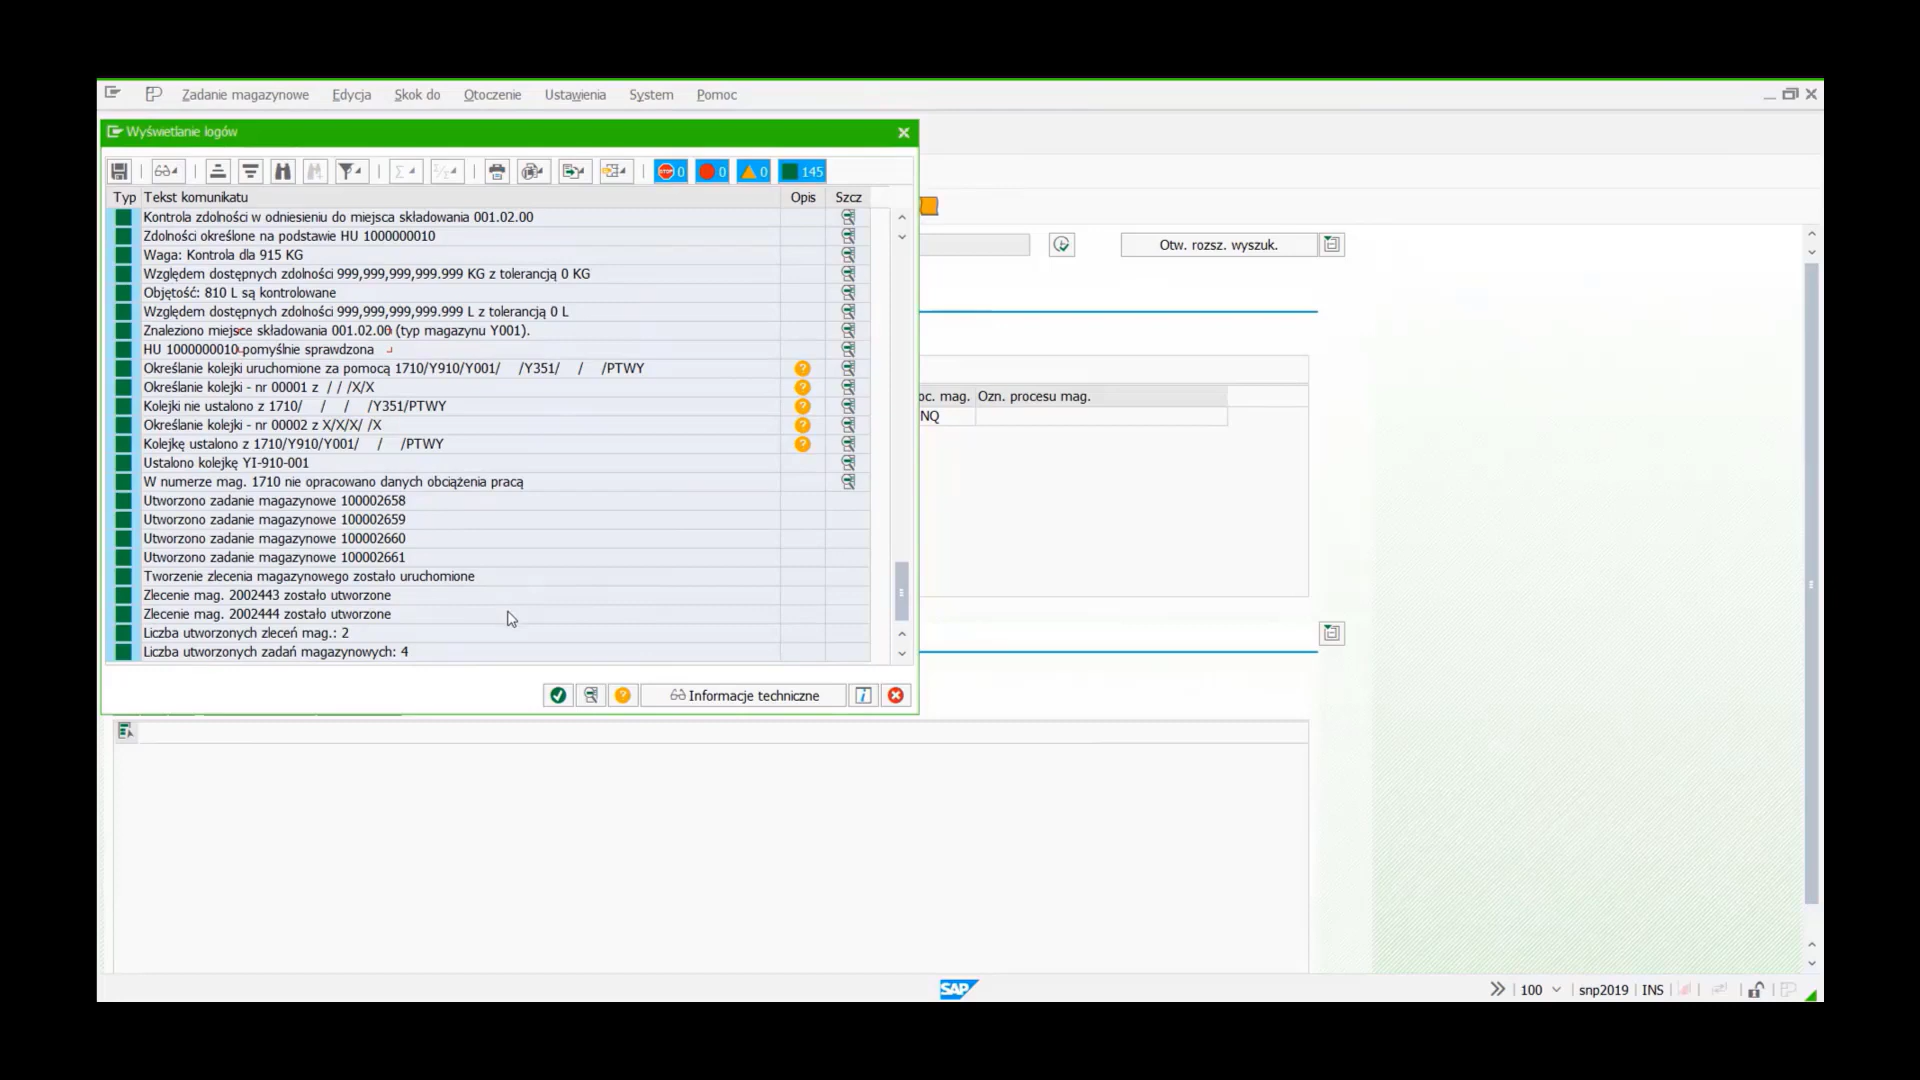 Zadanie magazynowe Edycja Skok do Otoczenie Ustawienia System Pomoc
Wyświetlanie logów
STOP 0 0 0 145
Typ Tekst komunikatu Opis Szcz
Kontrola zdolności w odniesieniu do miejsca składowania 001.02.00
Zdolności określone na podstawie HU 1000000010
Waga: Kontrola dla 915 KG
Względem dostępnych zdolności 999,999,999,999.999 KG z tolerancją 0 KG
Objętość: 810 L są kontrolowane
Względem dostępnych zdolności 999,999,999,999.999 L z tolerancją 0 L
Znaleziono miejsce składowania 001.02.00 (typ magazynu Y001).
HU 1000000010 pomyślnie sprawdzona
Określanie kolejki uruchomione za pomocą 1710/Y910/Y001/ /Y351/ / /PTWY
Określanie kolejki - nr 00001 z / / /X/X
Kolejki nie ustalono z 1710/ / / /Y351/PTWY
Określanie kolejki - nr 00002 z X/X/X/ /X
Kolejkę ustalono z 1710/Y910/Y001/ / /PTWY
Ustalono kolejkę YI-910-001
W numerze mag. 1710 nie opracowano danych obciążenia pracą
Utworzono zadanie magazynowe 100002658
Utworzono zadanie magazynowe 100002659
Utworzono zadanie magazynowe 100002660
Utworzono zadanie magazynowe 100002661
Tworzenie zlecenia magazynowego zostało uruchomione
Zlecenie mag. 2002443 zostało utworzone
Zlecenie mag. 2002444 zostało utworzone
Liczba utworzonych zleceń mag.: 2
Liczba utworzonych zadań magazynowych: 4
Informacje techniczne
Otw. rozsz. wyszuk.
oc. mag. Ozn. procesu mag.
NQ
SAP
100 snp2019 INS